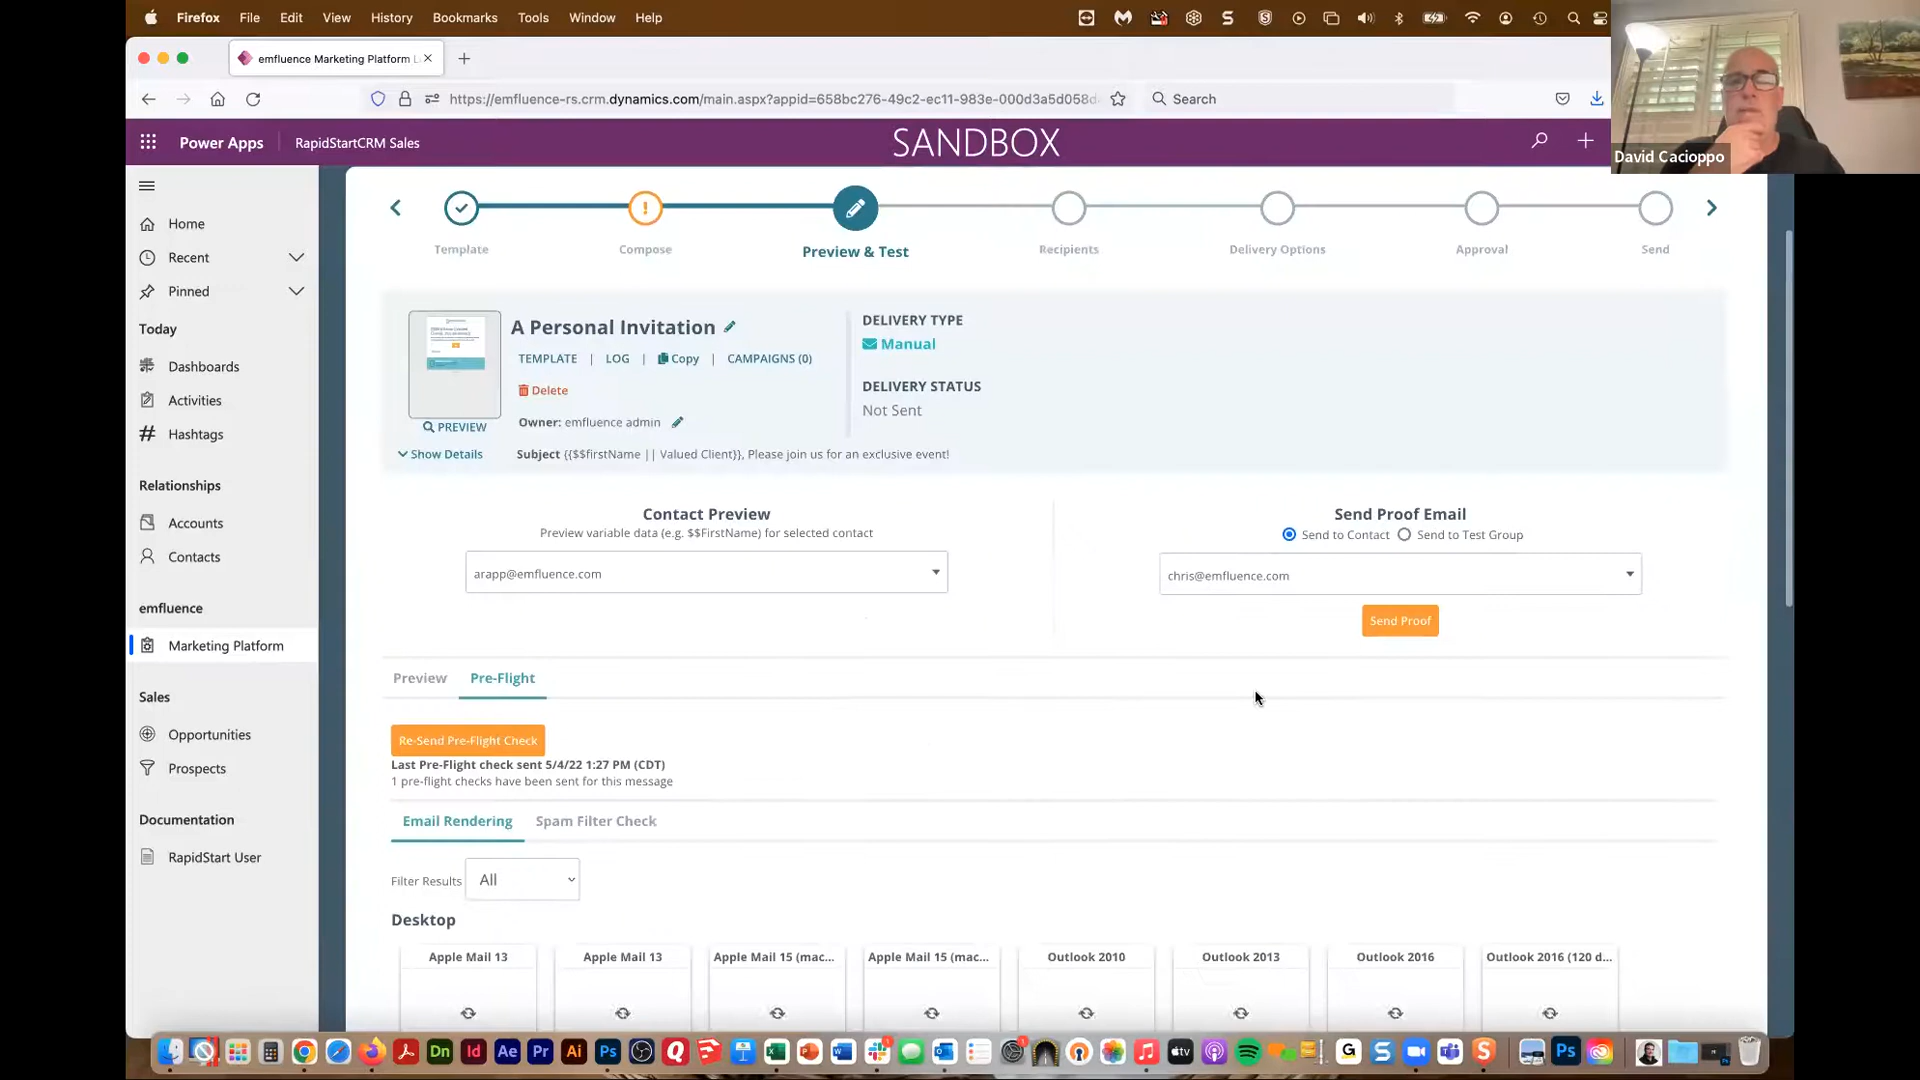 Firefox File Edit View History Bookmarks Tools Window Help
emfluence Marketing Platform L
https://emfluence-rs.crm.dynamics.com/main.aspx?appid=658bc276-49c2-ec11-983e-000d3a5d058d
Search
David Cacioppo
Power Apps RapidStartCRM Sales
SANDBOX
Home
Recent
Pinned
Today
Dashboards
Activities
Hashtags
Relationships
Accounts
Contacts
emfluence
Marketing Platform
Sales
Opportunities
Prospects
Documentation
RapidStart User
Template
Compose
Preview & Test
Recipients
Delivery Options
Approval
Send
A Personal Invitation
TEMPLATE | LOG | Copy | CAMPAIGNS (0)
Delete
PREVIEW
Owner: emfluence admin
Show Details
Subject {{$$firstName || Valued Client}}, Please join us for an exclusive event!
DELIVERY TYPE
Manual
DELIVERY STATUS
Not Sent
Contact Preview
Preview variable data (e.g. $$FirstName) for selected contact
arapp@emfluence.com
Send Proof Email
Send to Contact Send to Test Group
chris@emfluence.com
Send Proof
Preview Pre-Flight
Re-Send Pre-Flight Check
Last Pre-Flight check sent 5/4/22 1:27 PM (CDT)
1 pre-flight checks have been sent for this message
Email Rendering Spam Filter Check
Filter Results All
Desktop
Apple Mail 13 Apple Mail 13 Apple Mail 15 (mac... Apple Mail 15 (mac... Outlook 2010 Outlook 2013 Outlook 2016 Outlook 2016 (120 d...
Dn Id Ae Pr Ai Ps tv G S S Ps